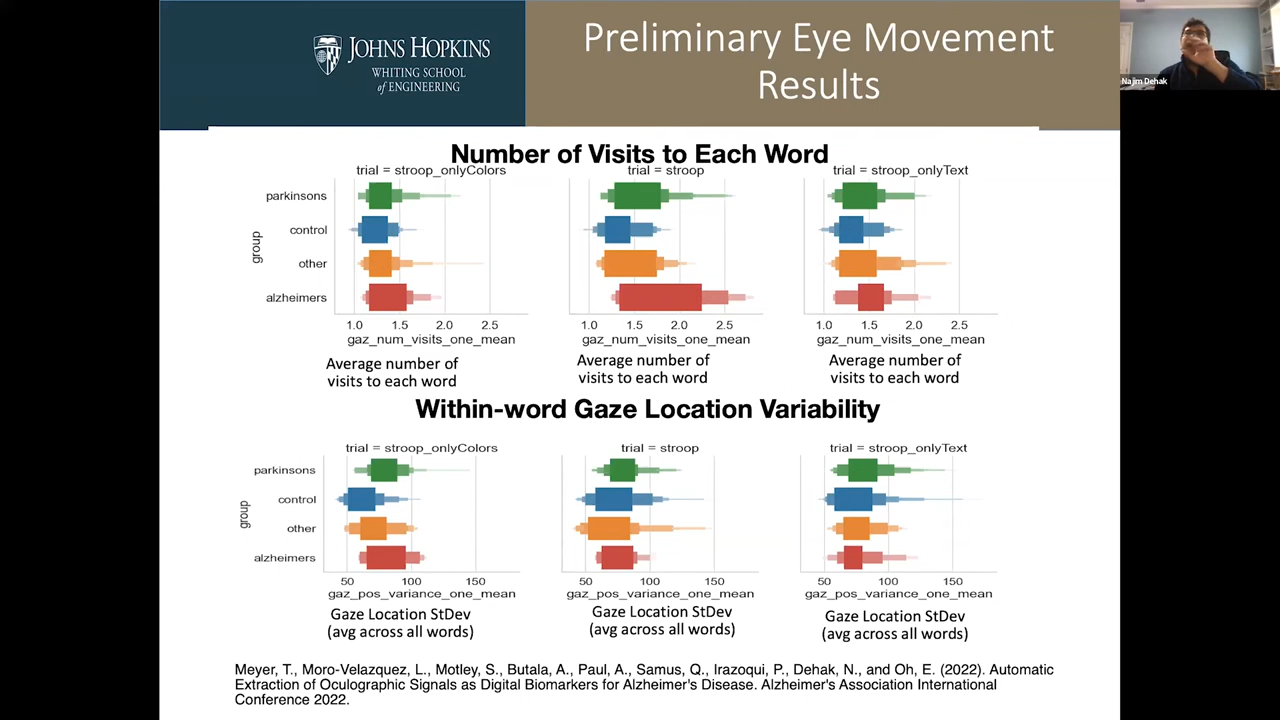 JOHNS HOPKINS
WHITING SCHOOL
of ENGINEERING
Preliminary Eye Movement
Results
Najim Dehak
Number of Visits to Each Word
trial = stroop_onlyColors
trial = stroop
trial = stroop_onlyText
group
parkinsons
control
other
alzheimers
1.0 1.5 2.0 2.5
1.0 1.5 2.0 2.5
1.0 1.5 2.0 2.5
gaz_num_visits_one_mean
gaz_num_visits_one_mean
gaz_num_visits_one_mean
Average number of
visits to each word
Average number of
visits to each word
Average number of
visits to each word
Within-word Gaze Location Variability
trial = stroop_onlyColors
trial = stroop
trial = stroop_onlyText
group
parkinsons
control
other
alzheimers
50 100 150
50 100 150
50 100 150
gaz_pos_variance_one_mean
gaz_pos_variance_one_mean
gaz_pos_variance_one_mean
Gaze Location StDev
(avg across all words)
Gaze Location StDev
(avg across all words)
Gaze Location StDev
(avg across all words)
Meyer, T., Moro-Velazquez, L., Motley, S., Butala, A., Paul, A., Samus, Q., Irazoqui, P., Dehak, N., and Oh, E. (2022). Automatic
Extraction of Oculographic Signals as Digital Biomarkers for Alzheimer's Disease. Alzheimer's Association International
Conference 2022.